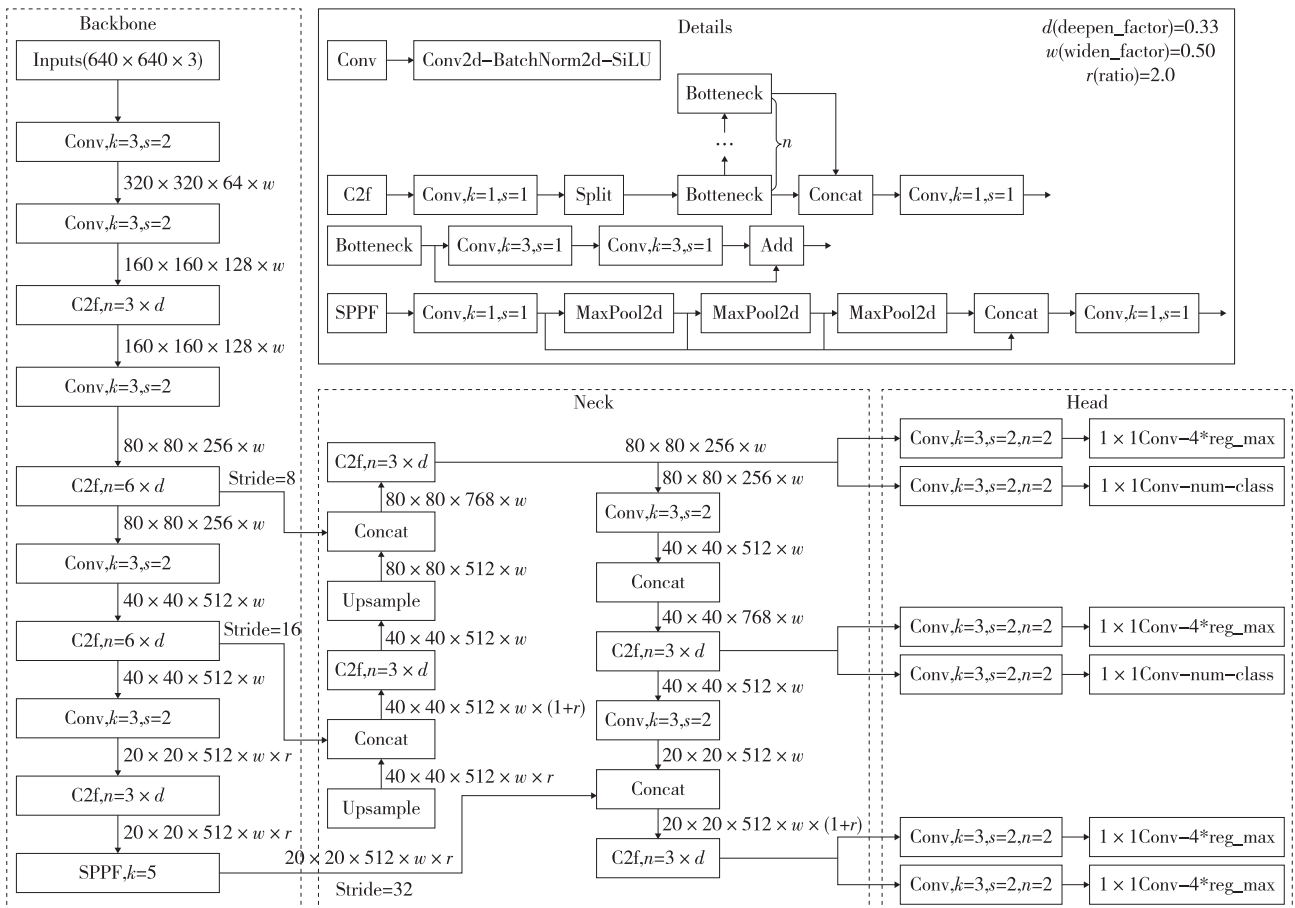 Backbone
Inputs(640 × 640 × 3)
Conv,k=3,s=2
320 × 320 × 64 × w
Conv,k=3,s=2
160 × 160 × 128 × w
C2f,n=3 × d
160 × 160 × 128 × w
Conv,k=3,s=2
80 × 80 × 256 × w
C2f,n=6 × d
Stride=8
80 × 80 × 256 × w
Conv,k=3,s=2
40 × 40 × 512 × w
C2f,n=6 × d
Stride=16
40 × 40 × 512 × w
Conv,k=3,s=2
20 × 20 × 512 × w × r
C2f,n=3 × d
20 × 20 × 512 × w × r
SPPF,k=5
20 × 20 × 512 × w × r
Stride=32
Details
d(deepen_factor)=0.33
w(widen_factor)=0.50
r(ratio)=2.0
Conv
Conv2d-BatchNorm2d-SiLU
Botteneck
...
n
C2f
Conv,k=1,s=1
Split
Botteneck
Concat
Conv,k=1,s=1
Botteneck
Conv,k=3,s=1
Conv,k=3,s=1
Add
SPPF
Conv,k=1,s=1
MaxPool2d
MaxPool2d
MaxPool2d
Concat
Conv,k=1,s=1
Neck
C2f,n=3 × d
80 × 80 × 768 × w
Concat
80 × 80 × 512 × w
Upsample
40 × 40 × 512 × w
C2f,n=3 × d
40 × 40 × 512 × w × (1+r)
Concat
40 × 40 × 512 × w × r
Upsample
80 × 80 × 256 × w
80 × 80 × 256 × w
Conv,k=3,s=2
40 × 40 × 512 × w
Concat
40 × 40 × 768 × w
C2f,n=3 × d
40 × 40 × 512 × w
Conv,k=3,s=2
20 × 20 × 512 × w
Concat
20 × 20 × 512 × w × (1+r)
C2f,n=3 × d
Head
Conv,k=3,s=2,n=2
1 × 1Conv-4*reg_max
Conv,k=3,s=2,n=2
1 × 1Conv-num-class
Conv,k=3,s=2,n=2
1 × 1Conv-4*reg_max
Conv,k=3,s=2,n=2
1 × 1Conv-num-class
Conv,k=3,s=2,n=2
1 × 1Conv-4*reg_max
Conv,k=3,s=2,n=2
1 × 1Conv-4*reg_max